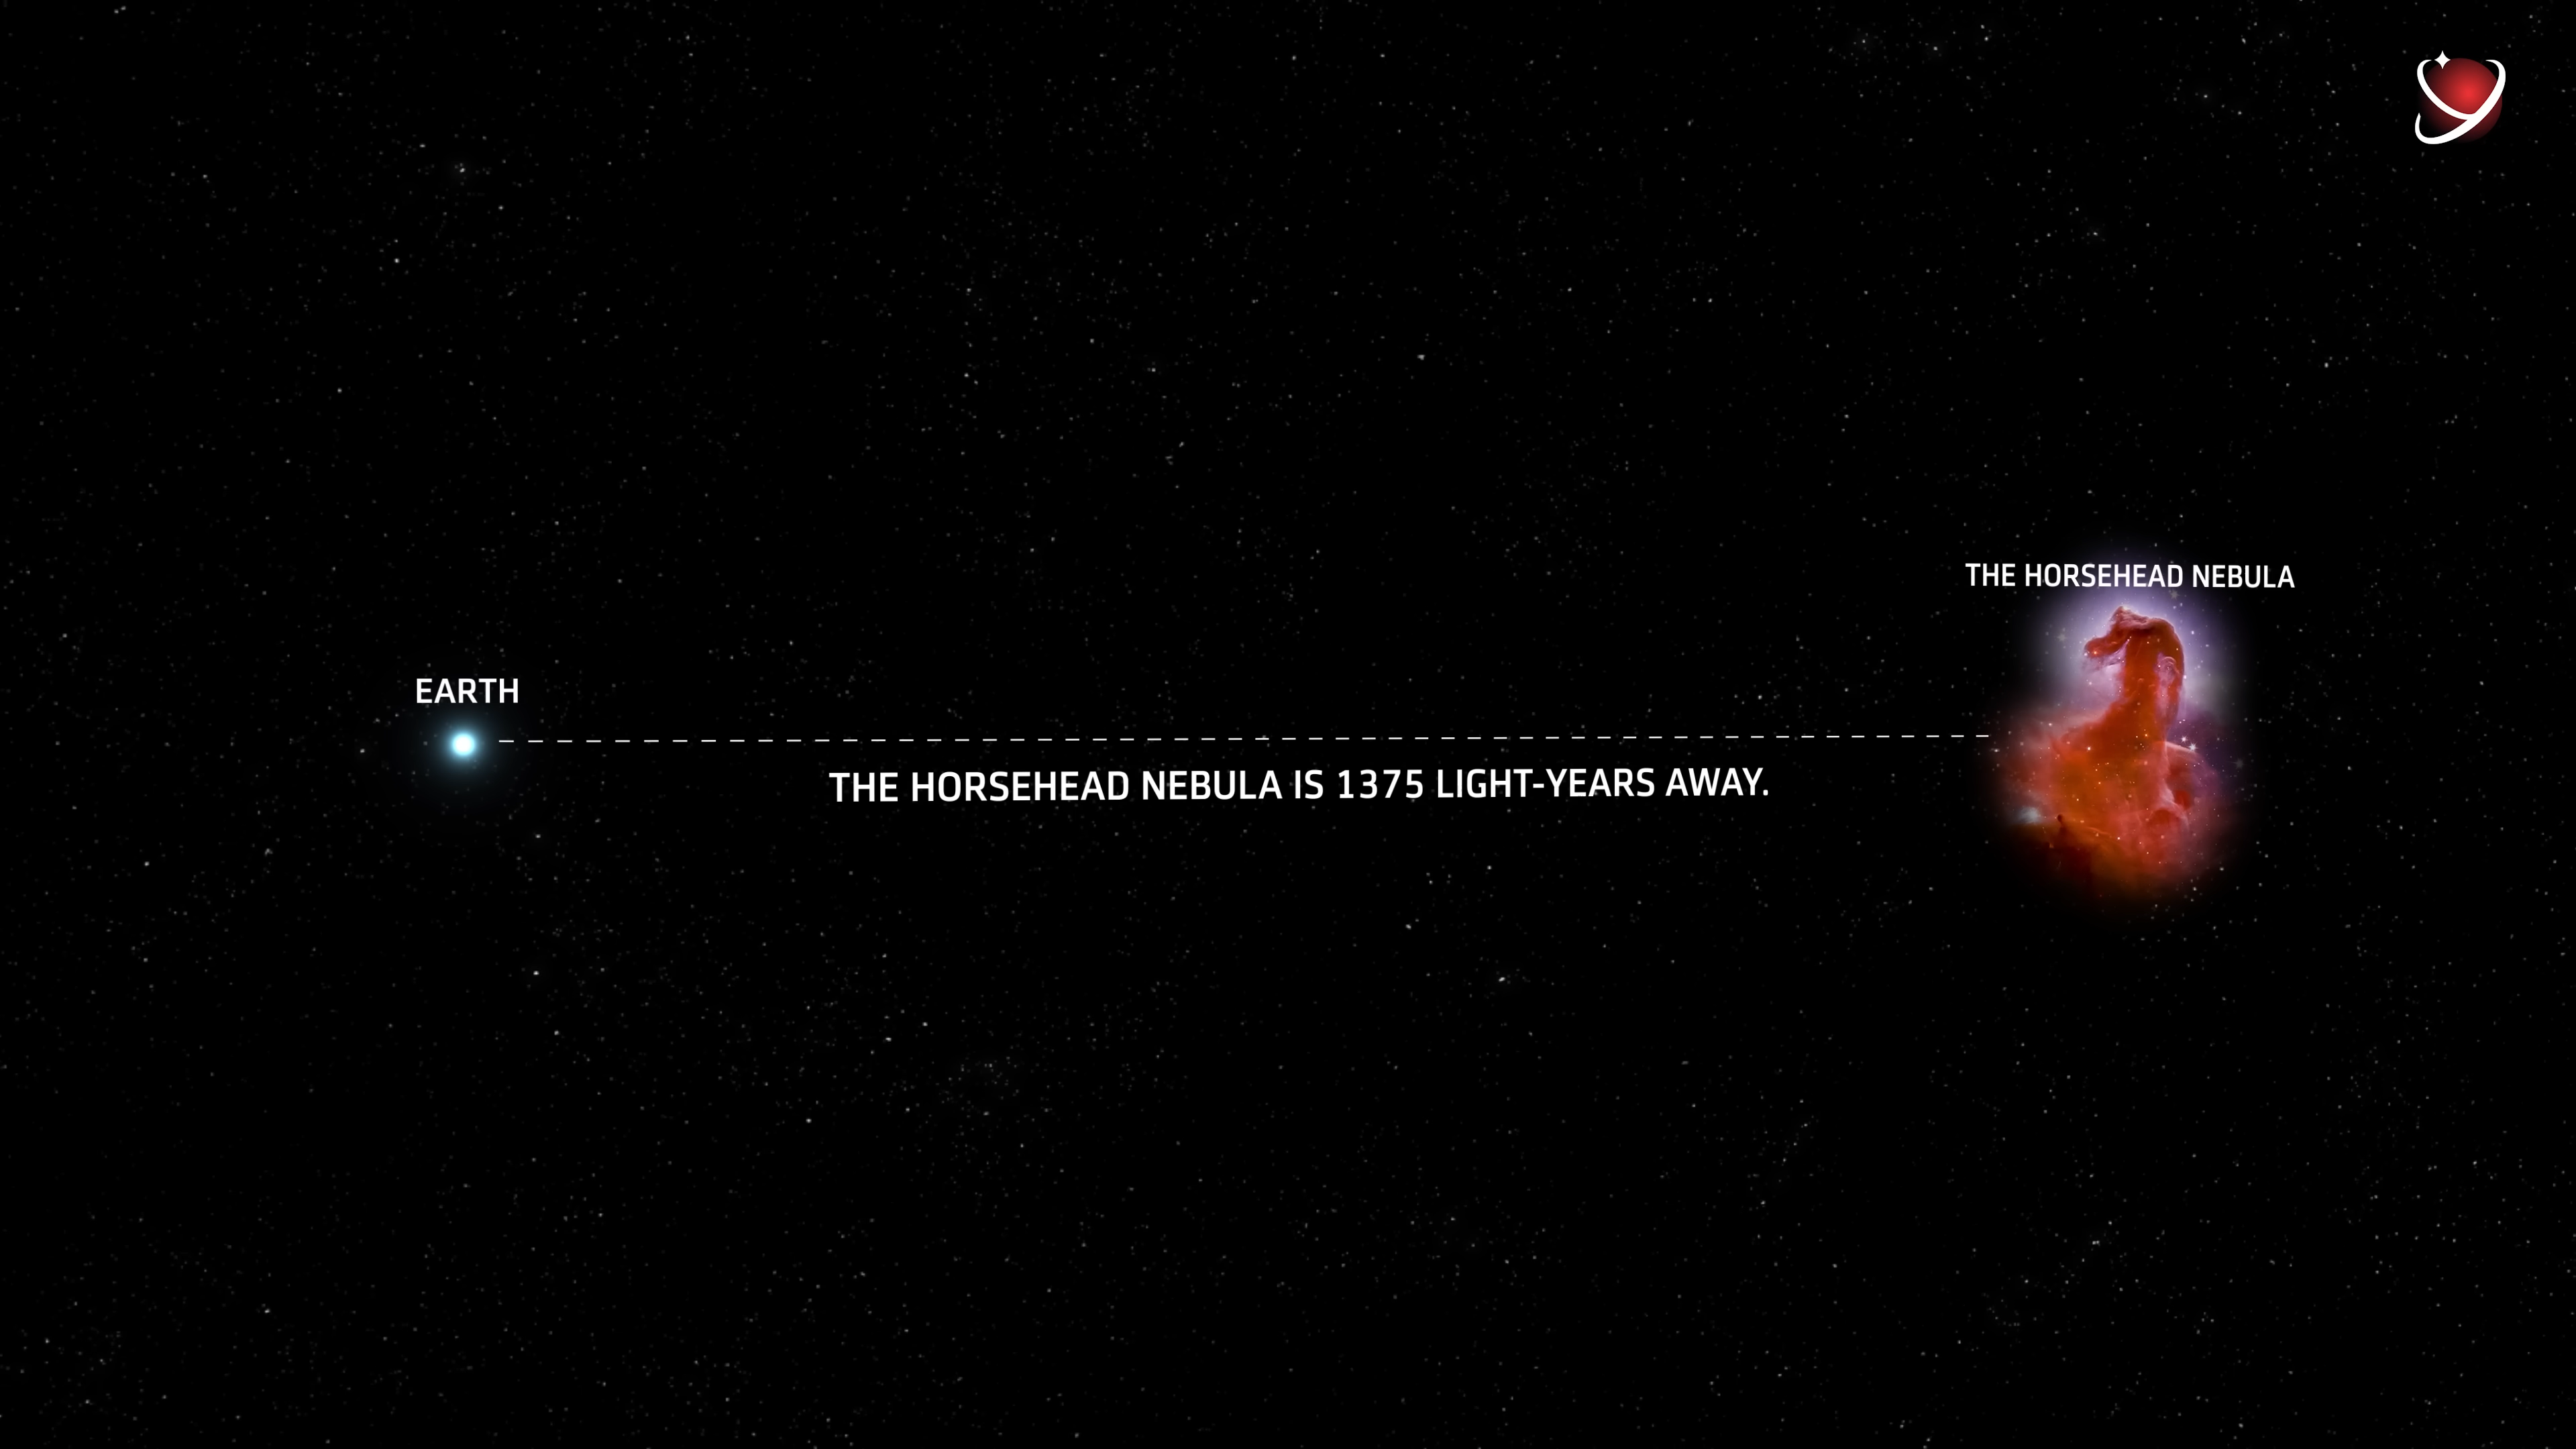 THE HORSEHEAD NEBULA
EARTH
THE HORSEHEAD NEBULA IS 1375 LIGHT-YEARS AWAY.